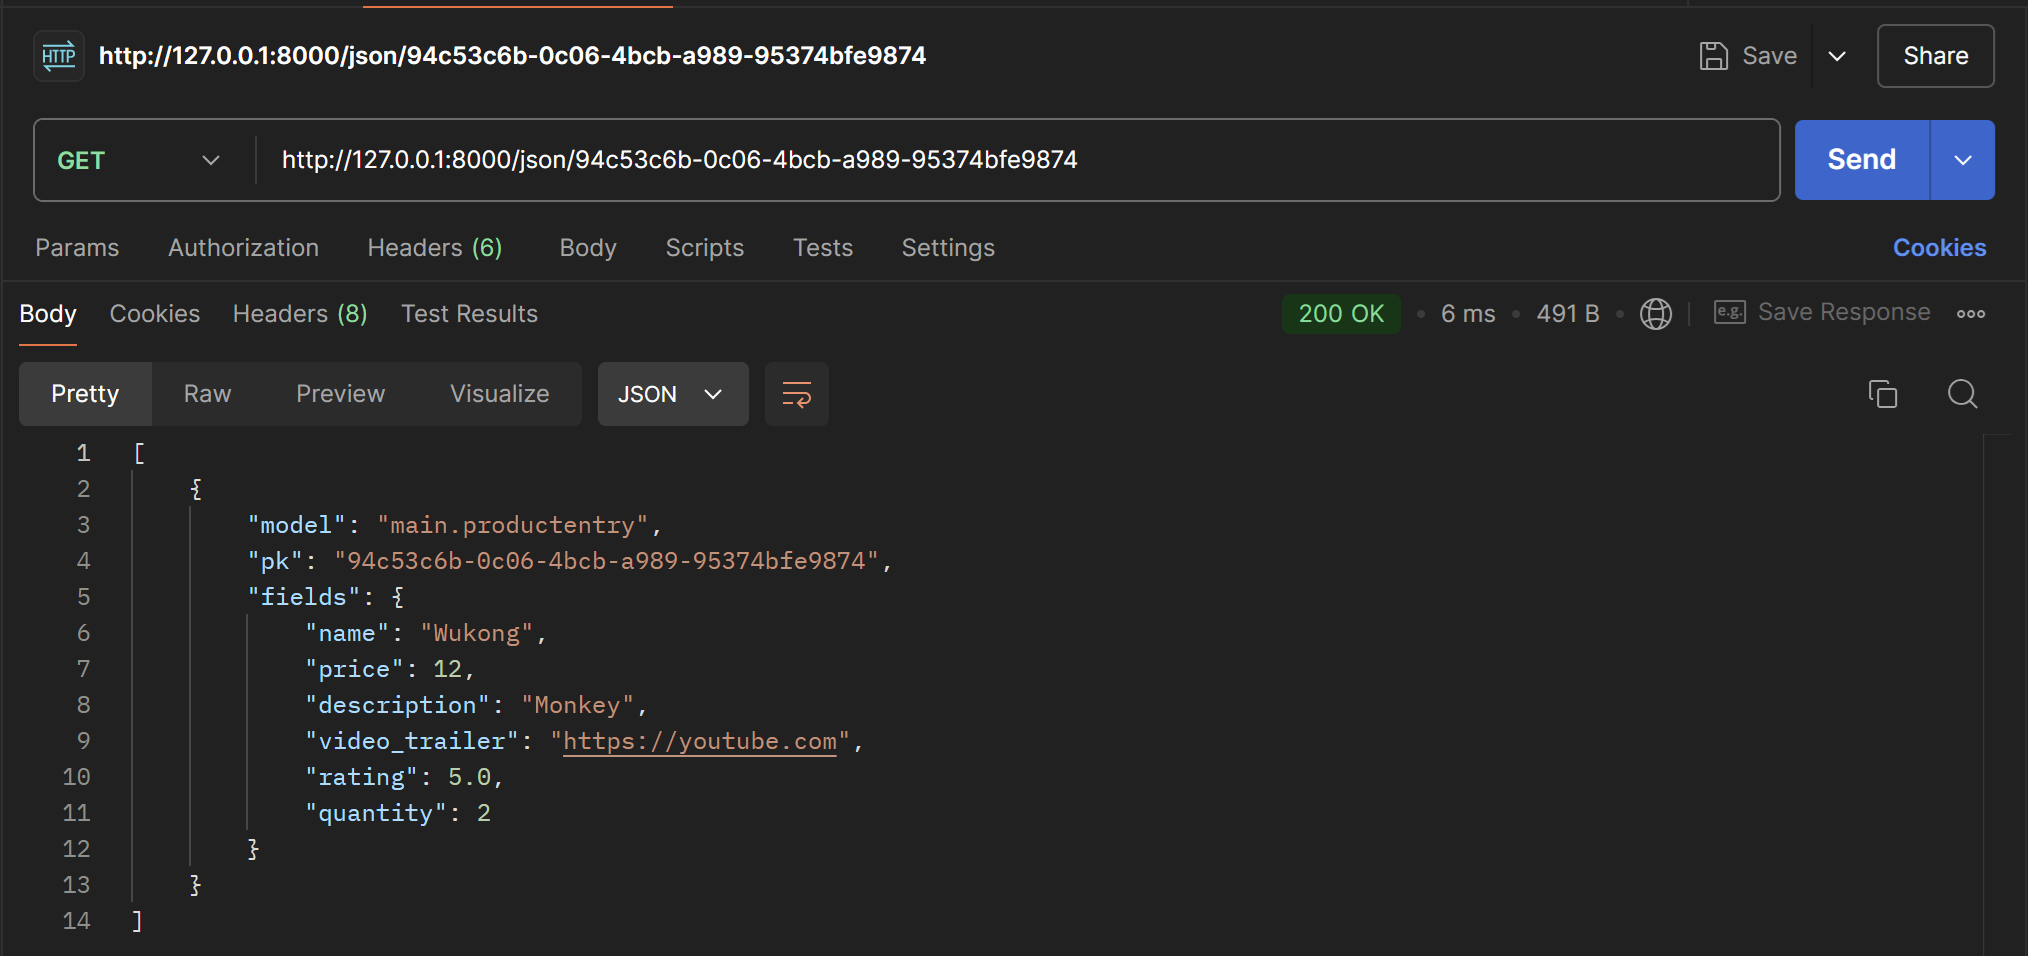 HTTP http://127.0.0.1:8000/json/94c53c6b-0c06-4bcb-a989-95374bfe9874 Save Share
GET http://127.0.0.1:8000/json/94c53c6b-0c06-4bcb-a989-95374bfe9874 Send
Params Authorization Headers (6) Body Scripts Tests Settings Cookies
Body Cookies Headers (8) Test Results 200 OK • 6 ms • 491 B • e.g. Save Response
Pretty Raw Preview Visualize JSON
1 [
2 {
3 "model": "main.productentry",
4 "pk": "94c53c6b-0c06-4bcb-a989-95374bfe9874",
5 "fields": {
6 "name": "Wukong",
7 "price": 12,
8 "description": "Monkey",
9 "video_trailer": "https://youtube.com",
10 "rating": 5.0,
11 "quantity": 2
12 }
13 }
14 ]